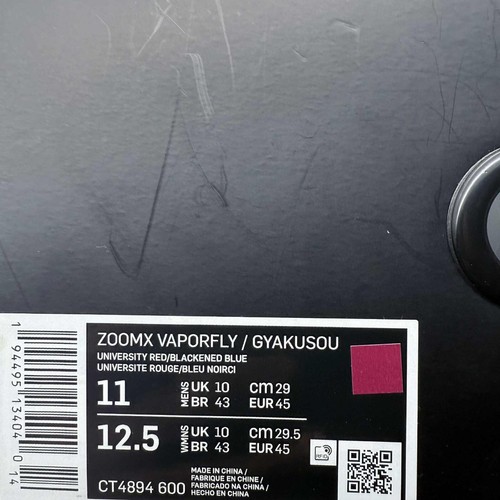 ZOOMX VAPORFLY / GYAKUSOU
UNIVERSITY RED/BLACKENED BLUE
UNIVERSITE ROUGE/BLEU NOIRCI
11 MENS UK 10 CM 29
BR 43 EUR 45
12.5 WMNS UK 10 CM 29.5
BR 43 EUR 45
RFID
CT4894 600
MADE IN CHINA /
FABRIQUE EN CHINE /
FABRICADO NA CHINA /
HECHO EN CHINA
1 94495 13404 0 14